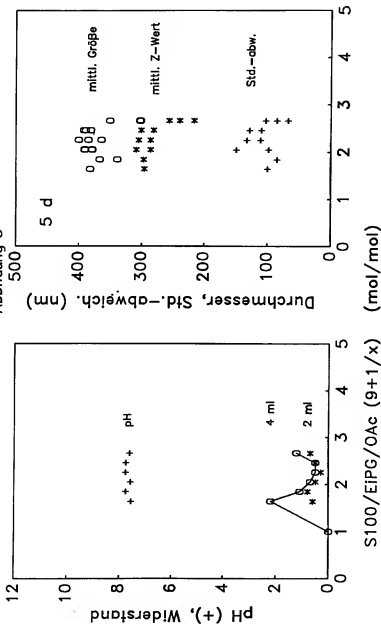 Abbildung 5
12
10
8
6
4
2
0
pH (+), Widerstand
pH
4 ml
2 ml
0 1 2 3 4 5
S100/EiPG/OAc (9+1/x)
500
400
300
200
100
0
Durchmesser, Std.-abweich. (nm)
5 d
mittl. Größe
mittl. Z-Wert
Std.-abw.
0 1 2 3 4 5
(mol/mol)